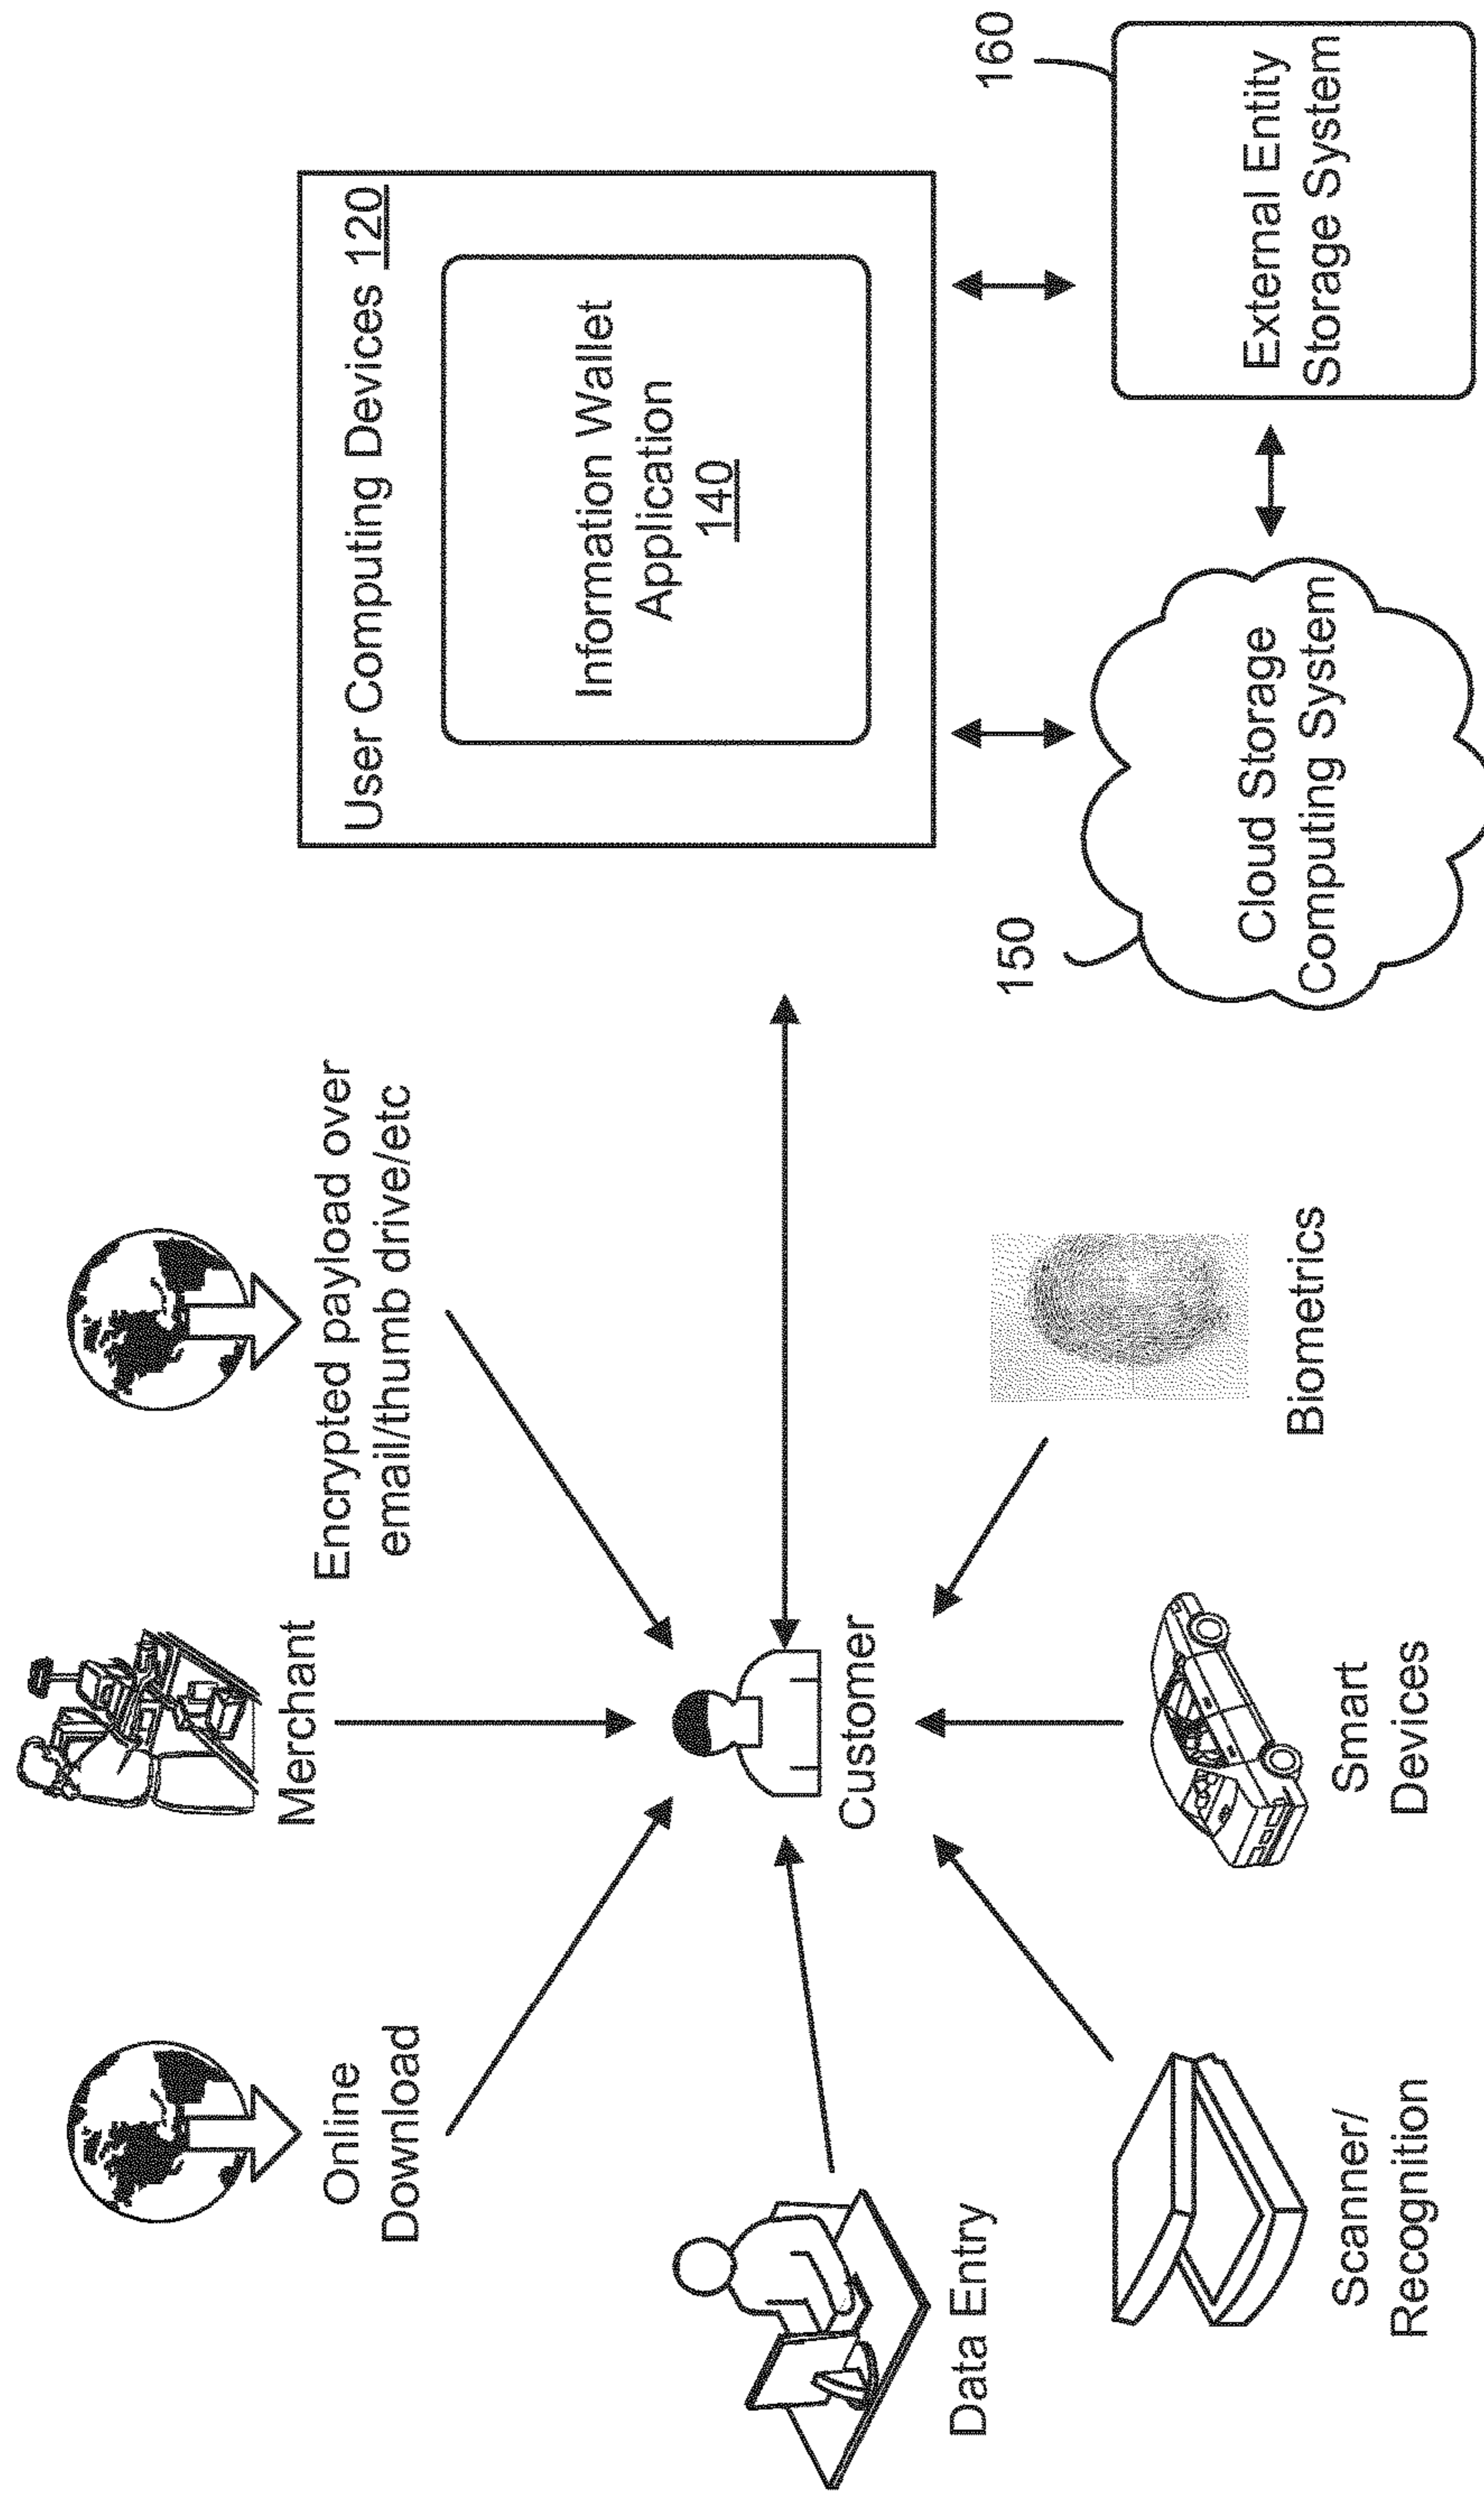 Merchant
Online
Download
Encrypted payload over
email/thumb drive/etc
Data Entry
Customer
Scanner/
Recognition
Smart
Devices
Biometrics
User Computing Devices 120
Information Wallet
Application
140
150
Cloud Storage
Computing System
160
External Entity
Storage System